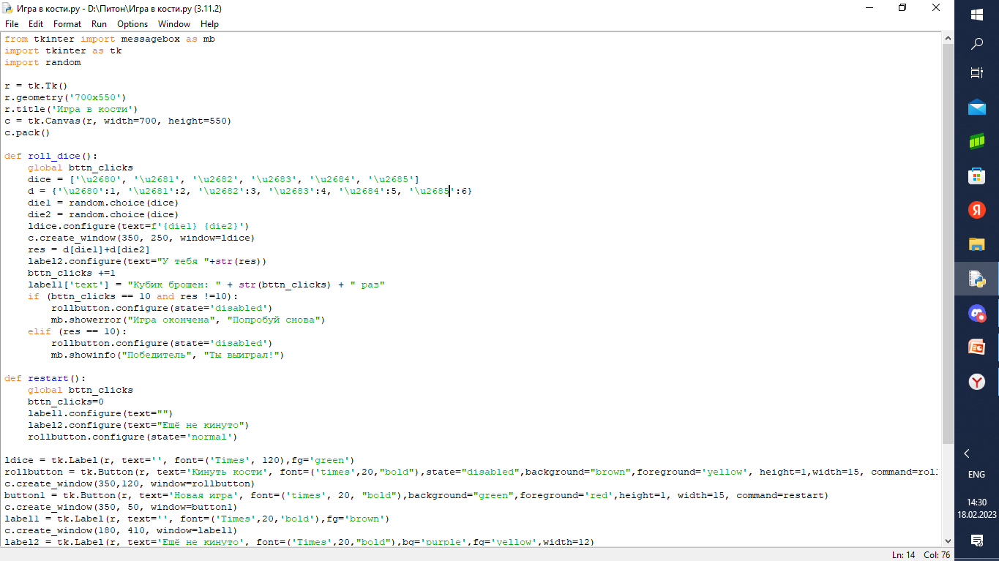 Игра в кости.py - D:\Питон\Игра в кости.py (3.11.2)
File Edit Format Run Options Window Help
from tkinter import messagebox as mb
import tkinter as tk
import random
r = tk.Tk()
r.geometry('700x550')
r.title('Игра в кости')
c = tk.Canvas(r, width=700, height=550)
c.pack()
def roll_dice():
    global bttn_clicks
    dice = ['\u2680', '\u2681', '\u2682', '\u2683', '\u2684', '\u2685']
    d = {'\u2680':1, '\u2681':2, '\u2682':3, '\u2683':4, '\u2684':5, '\u2685':6}
    die1 = random.choice(dice)
    die2 = random.choice(dice)
    ldice.configure(text=f'{die1} {die2}')
    c.create_window(350, 250, window=ldice)
    res = d[die1]+d[die2]
    label2.configure(text="У тебя "+str(res))
    bttn_clicks +=1
    label1['text'] = "Кубик брошен: " + str(bttn_clicks) + " раз"
    if (bttn_clicks == 10 and res !=10):
        rollbutton.configure(state='disabled')
        mb.showerror("Игра окончена", "Попробуй снова")
    elif (res == 10):
        rollbutton.configure(state='disabled')
        mb.showinfo("Победитель", "Ты выиграл!")
def restart():
    global bttn_clicks
    bttn_clicks=0
    label1.configure(text="")
    label2.configure(text="Ещё не кинуто")
    rollbutton.configure(state='normal')
ldice = tk.Label(r, text='', font=('Times', 120),fg='green')
rollbutton = tk.Button(r, text='Кинуть кости', font=('times',20,"bold"),state="disabled",background="brown",foreground='yellow', height=1,width=15, command=roll
c.create_window(350,120, window=rollbutton)
button1 = tk.Button(r, text='Новая игра', font=('times', 20, "bold"),background="green",foreground='red',height=1, width=15, command=restart)
c.create_window(350, 50, window=button1)
label1 = tk.Label(r, text='', font=('Times',20,'bold'),fg='brown')
c.create_window(180, 410, window=label1)
label2 = tk.Label(r, text='Ещё не кинуто', font=('Times',20,"bold"),bg='purple',fg='yellow',width=12)
Ln: 14 Col: 76
Я
Y
ENG
14:30
18.02.2023